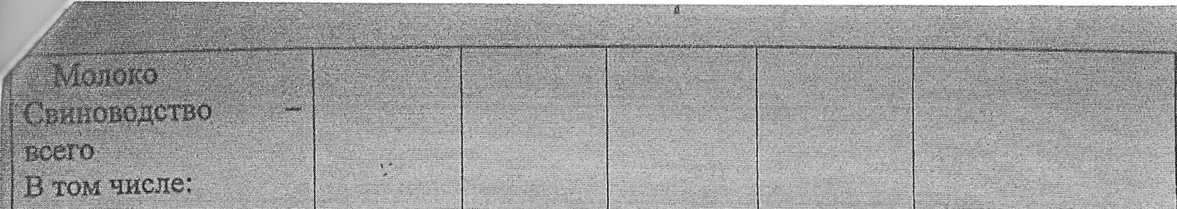 Молоко
Свиноводство –
всего
В том числе: